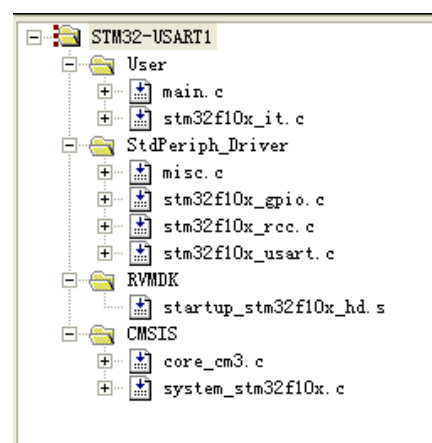 STM32-USART1
User
main.c
stm32f10x_it.c
StdPeriph_Driver
misc.c
stm32f10x_gpio.c
stm32f10x_rcc.c
stm32f10x_usart.c
RVMDK
startup_stm32f10x_hd.s
CMSIS
core_cm3.c
system_stm32f10x.c